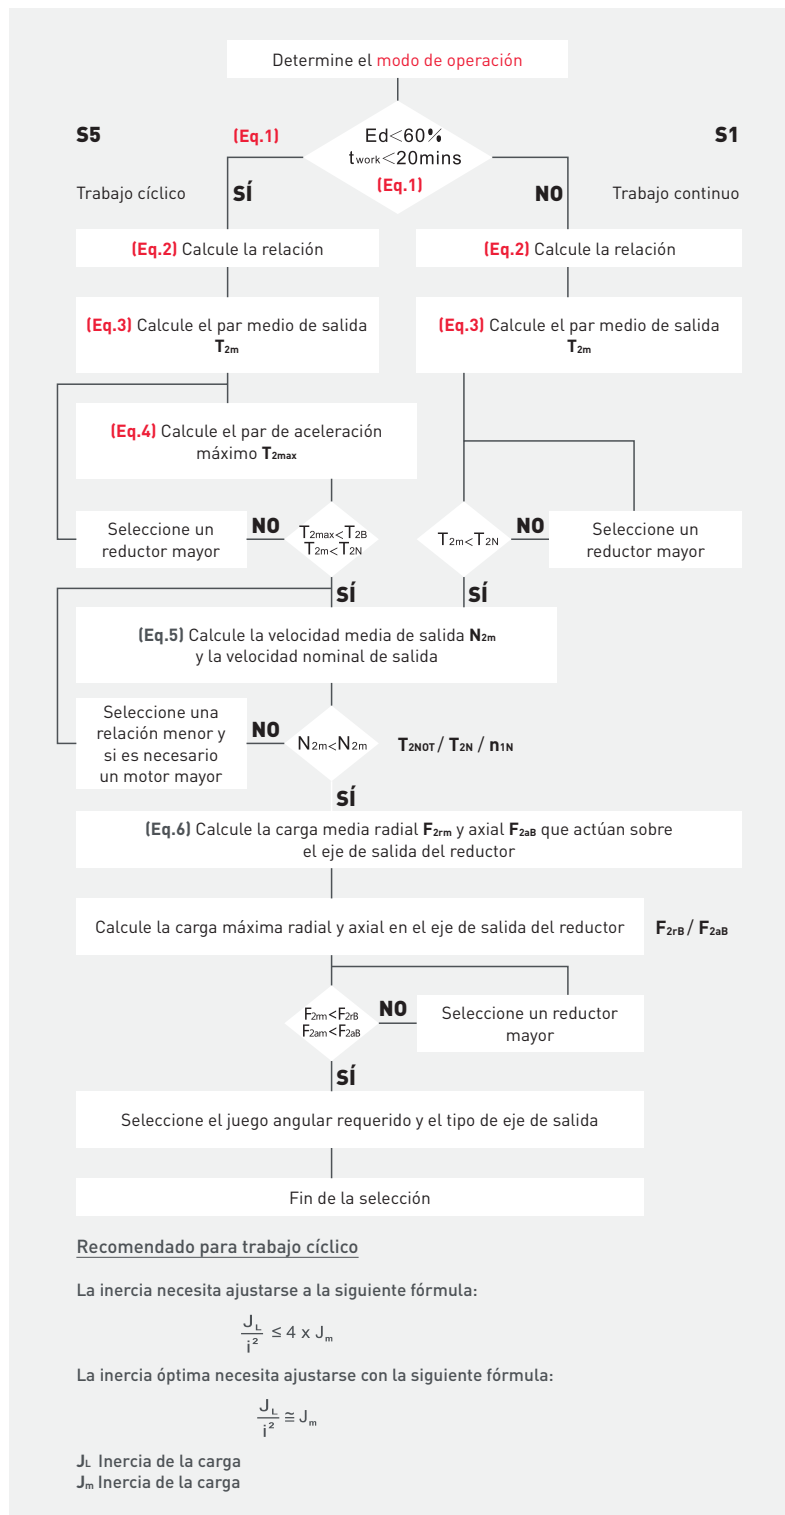 Determine el modo de operación
S5
(Eq.1)
Ed<60%
twork<20mins
(Eq.1)
S1
Trabajo cíclico
SÍ
NO
Trabajo continuo
(Eq.2) Calcule la relación
(Eq.2) Calcule la relación
(Eq.3) Calcule el par medio de salida
T2m
(Eq.3) Calcule el par medio de salida
T2m
(Eq.4) Calcule el par de aceleración
máximo T2max
Seleccione un
reductor mayor
NO
T2max<T2B
T2m<T2N
T2m<T2N
NO
Seleccione un
reductor mayor
SÍ
SÍ
(Eq.5) Calcule la velocidad media de salida N2m
y la velocidad nominal de salida
Seleccione una
relación menor y
si es necesario
un motor mayor
NO
N2m<N2m
T2NOT / T2N / n1N
SÍ
(Eq.6) Calcule la carga media radial F2rm y axial F2aB que actúan sobre
el eje de salida del reductor
Calcule la carga máxima radial y axial en el eje de salida del reductor
F2rB / F2aB
F2rm<F2rB
F2am<F2aB
NO
Seleccione un reductor
mayor
SÍ
Seleccione el juego angular requerido y el tipo de eje de salida
Fin de la selección
Recomendado para trabajo cíclico
La inercia necesita ajustarse a la siguiente fórmula:
JL / i² ≤ 4 x Jm
La inercia óptima necesita ajustarse con la siguiente fórmula:
JL / i² ≅ Jm
JL Inercia de la carga
Jm Inercia de la carga